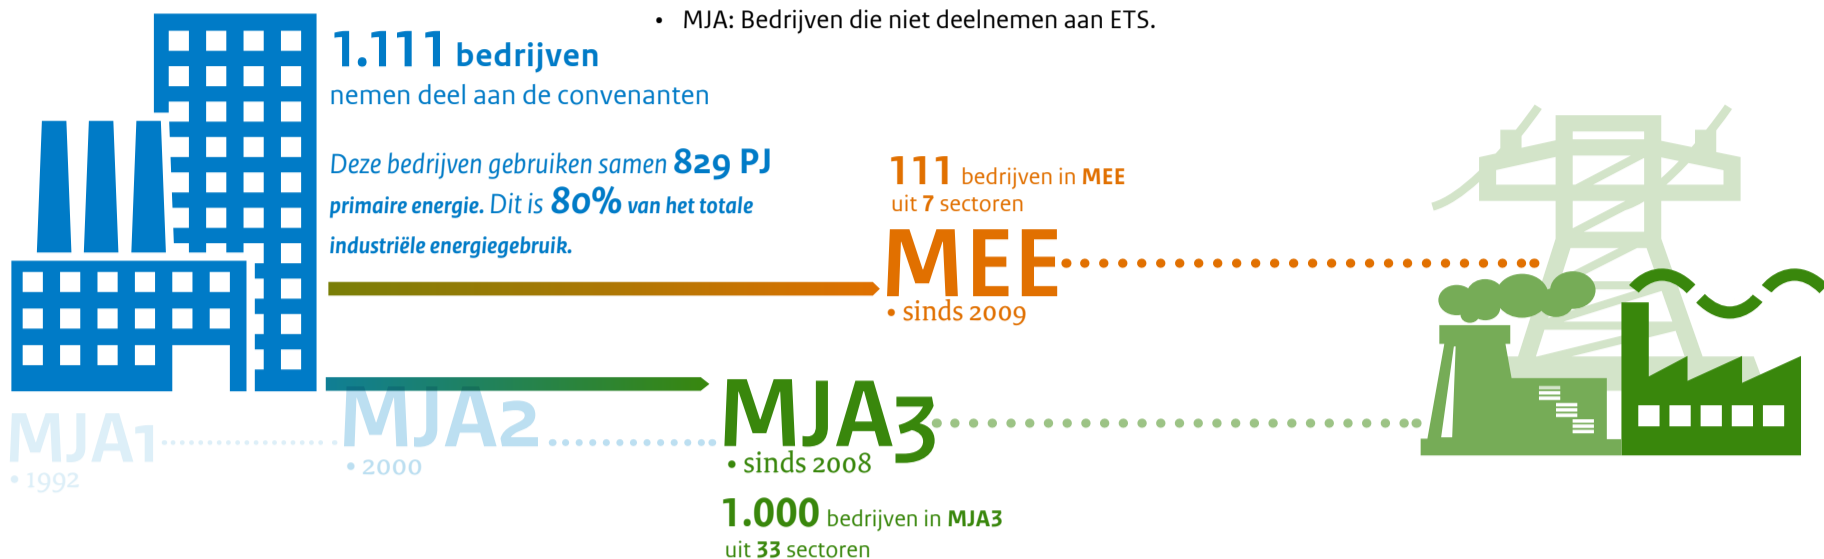 • MJA: Bedrijven die niet deelnemen aan ETS.
1.111 bedrijven
nemen deel aan de convenanten
Deze bedrijven gebruiken samen 829 PJ
primaire energie. Dit is 80% van het totale
industriële energiegebruik.
111 bedrijven in MEE
uit 7 sectoren
MEE
• sinds 2009
MJA1
• 1992
MJA2
• 2000
MJA3
• sinds 2008
1.000 bedrijven in MJA3
uit 33 sectoren